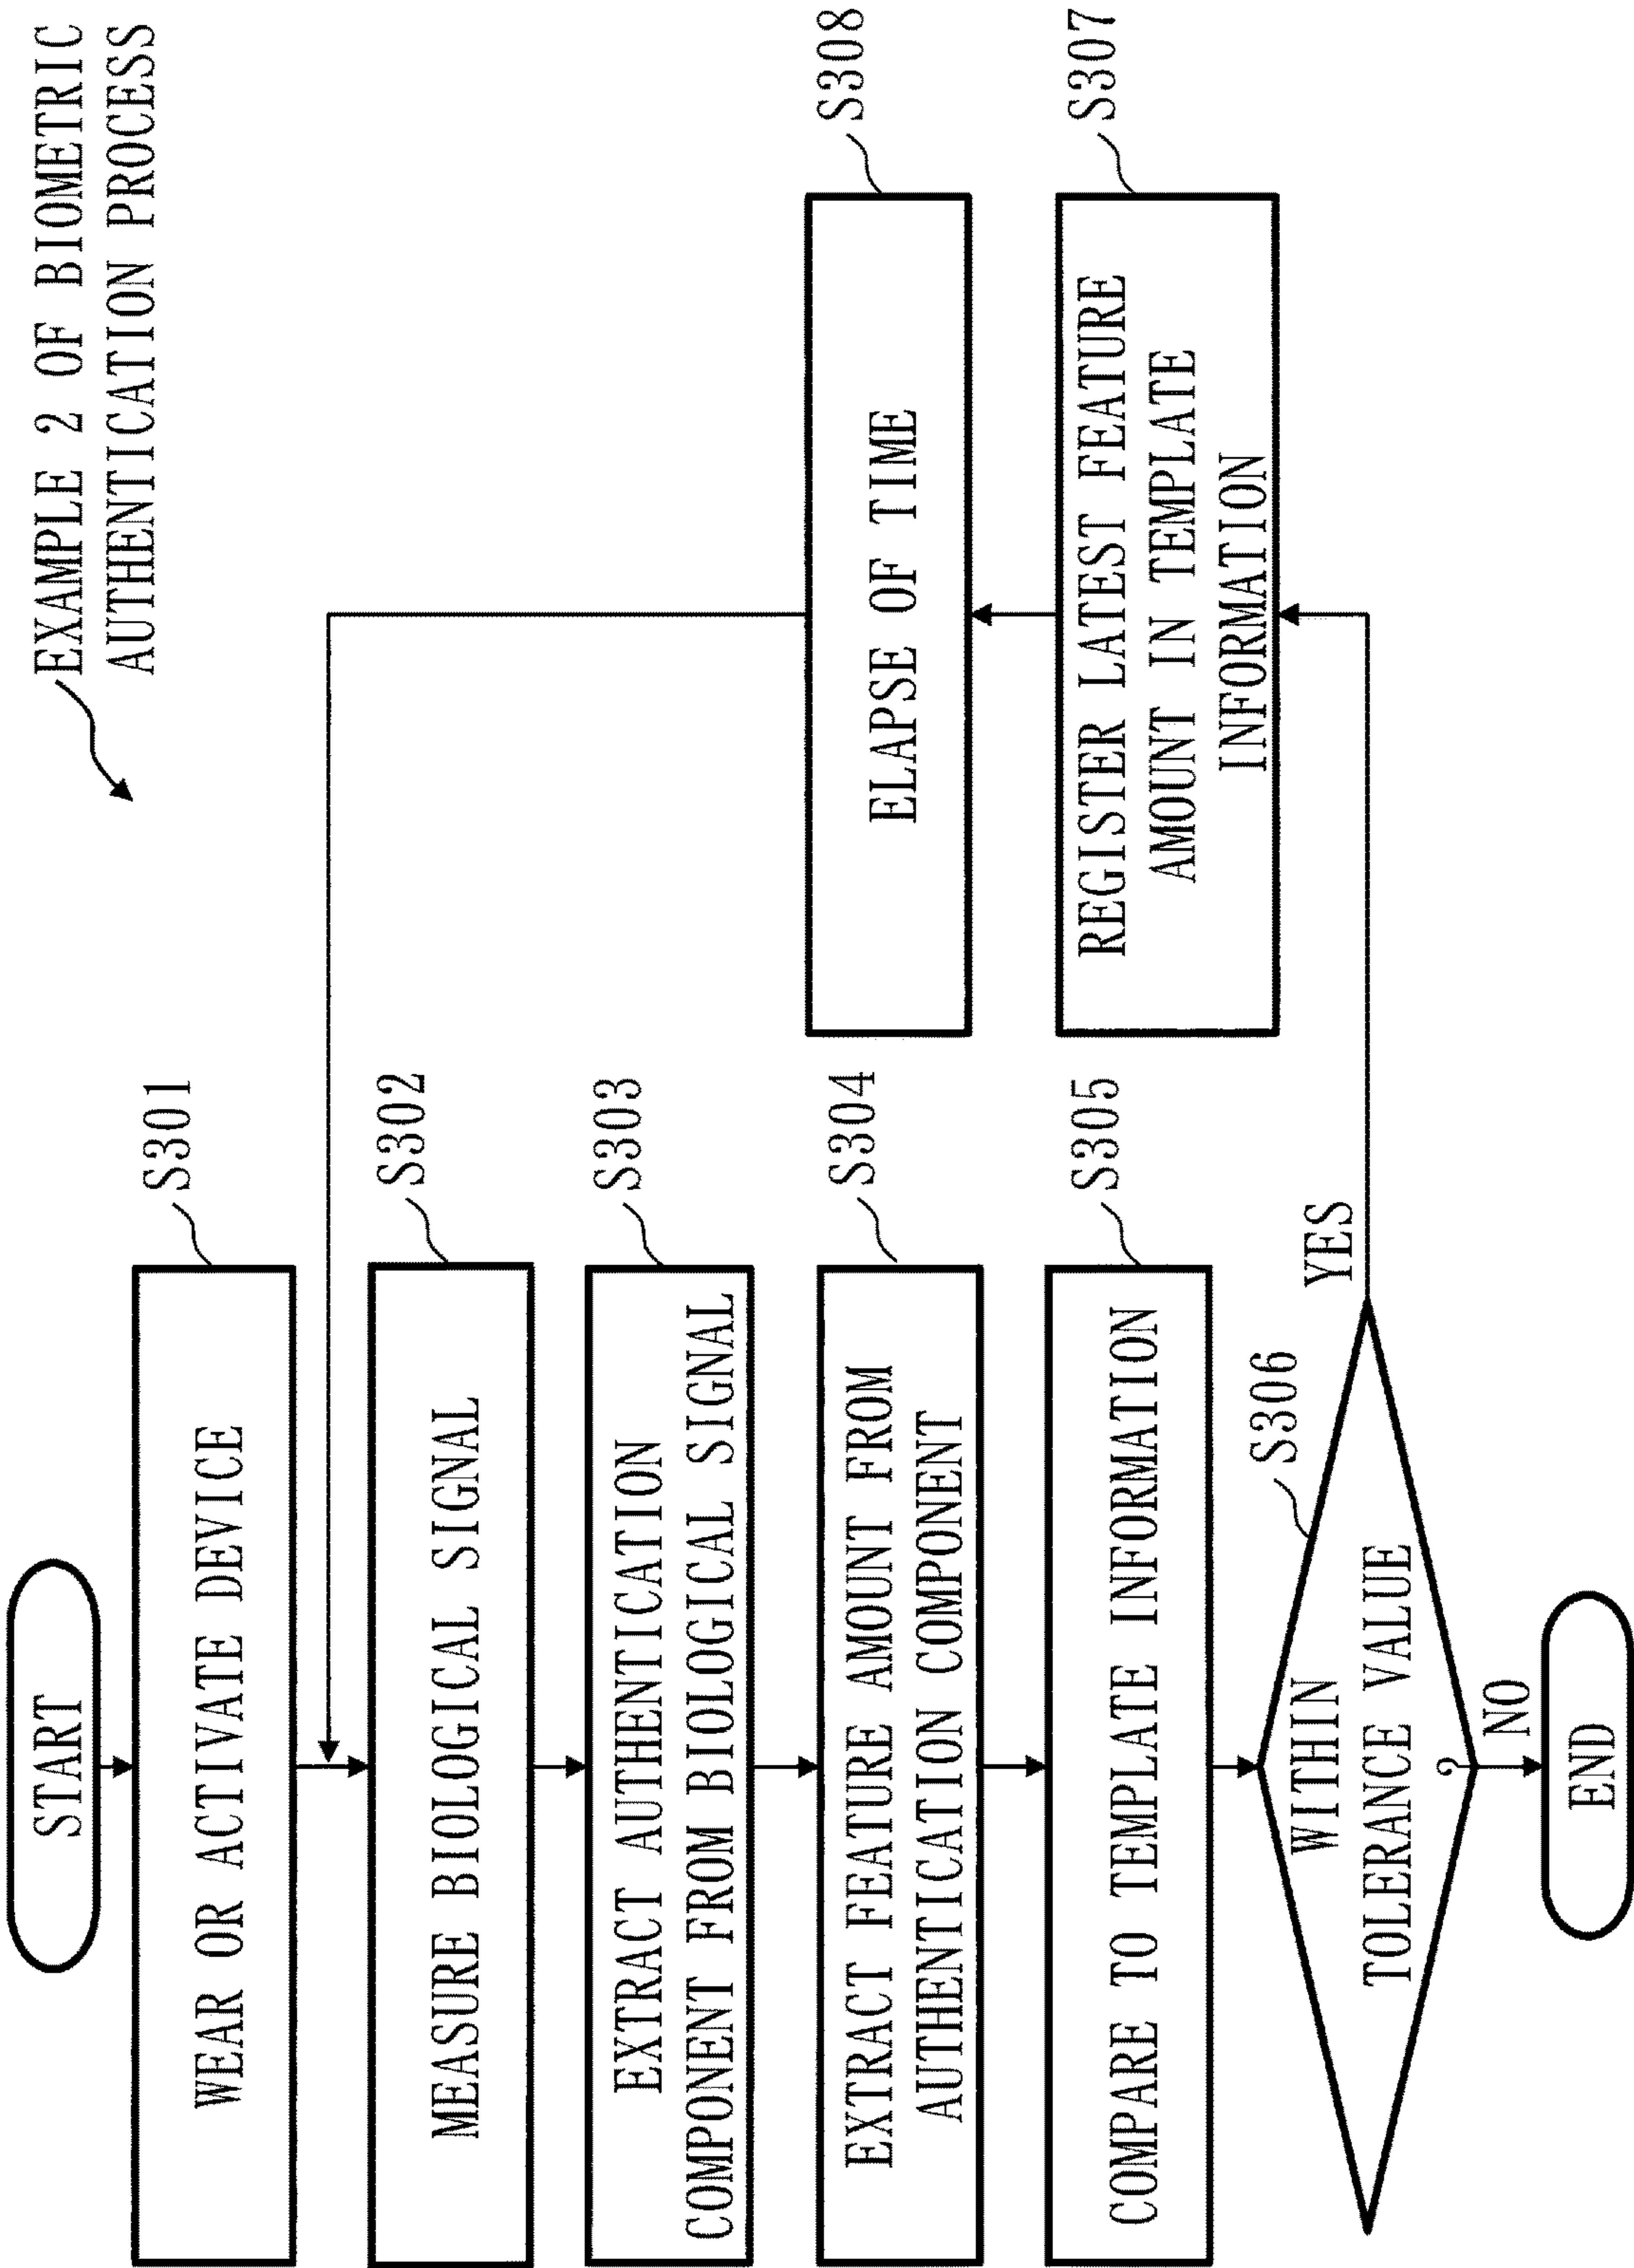 EXAMPLE 2 OF BIOMETRIC
AUTHENTICATION PROCESS
START
WEAR OR ACTIVATE DEVICE
S301
MEASURE BIOLOGICAL SIGNAL
S302
EXTRACT AUTHENTICATION
COMPONENT FROM BIOLOGICAL SIGNAL
S303
EXTRACT FEATURE AMOUNT FROM
AUTHENTICATION COMPONENT
S304
COMPARE TO TEMPLATE INFORMATION
S305
WITHIN
TOLERANCE VALUE
?
S306
YES
NO
END
REGISTER LATEST FEATURE
AMOUNT IN TEMPLATE
INFORMATION
S307
ELAPSE OF TIME
S308